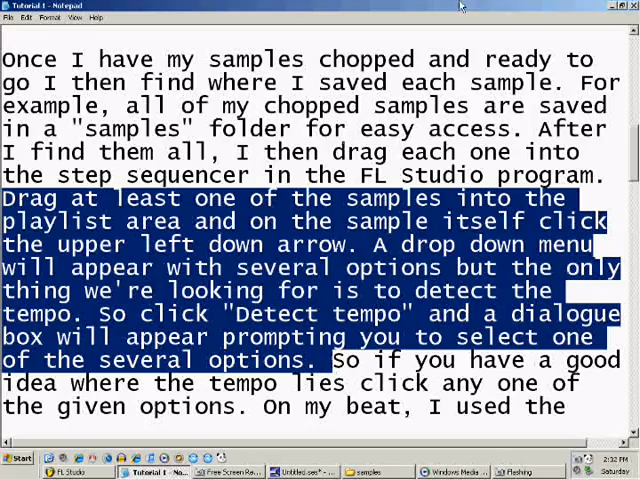 Tutorial 1 - Notepad
File Edit Format View Help
Once I have my samples chopped and ready to
go I then find where I saved each sample. For
example, all of my chopped samples are saved
in a "samples" folder for easy access. After
I find them all, I then drag each one into
the step sequencer in the FL Studio program.
Drag at least one of the samples into the
playlist area and on the sample itself click
the upper left down arrow. A drop down menu
will appear with several options but the only
thing we're looking for is to detect the
tempo. So click "Detect tempo" and a dialogue
box will appear prompting you to select one
of the several options. So if you have a good
idea where the tempo lies click any one of
the given options. On my beat, I used the
Start
2:32 PM
FL Studio
Tutorial 1 - No...
Free Screen Re...
Untitled.ses* - ...
samples
Windows Media ...
Flashing
Saturday